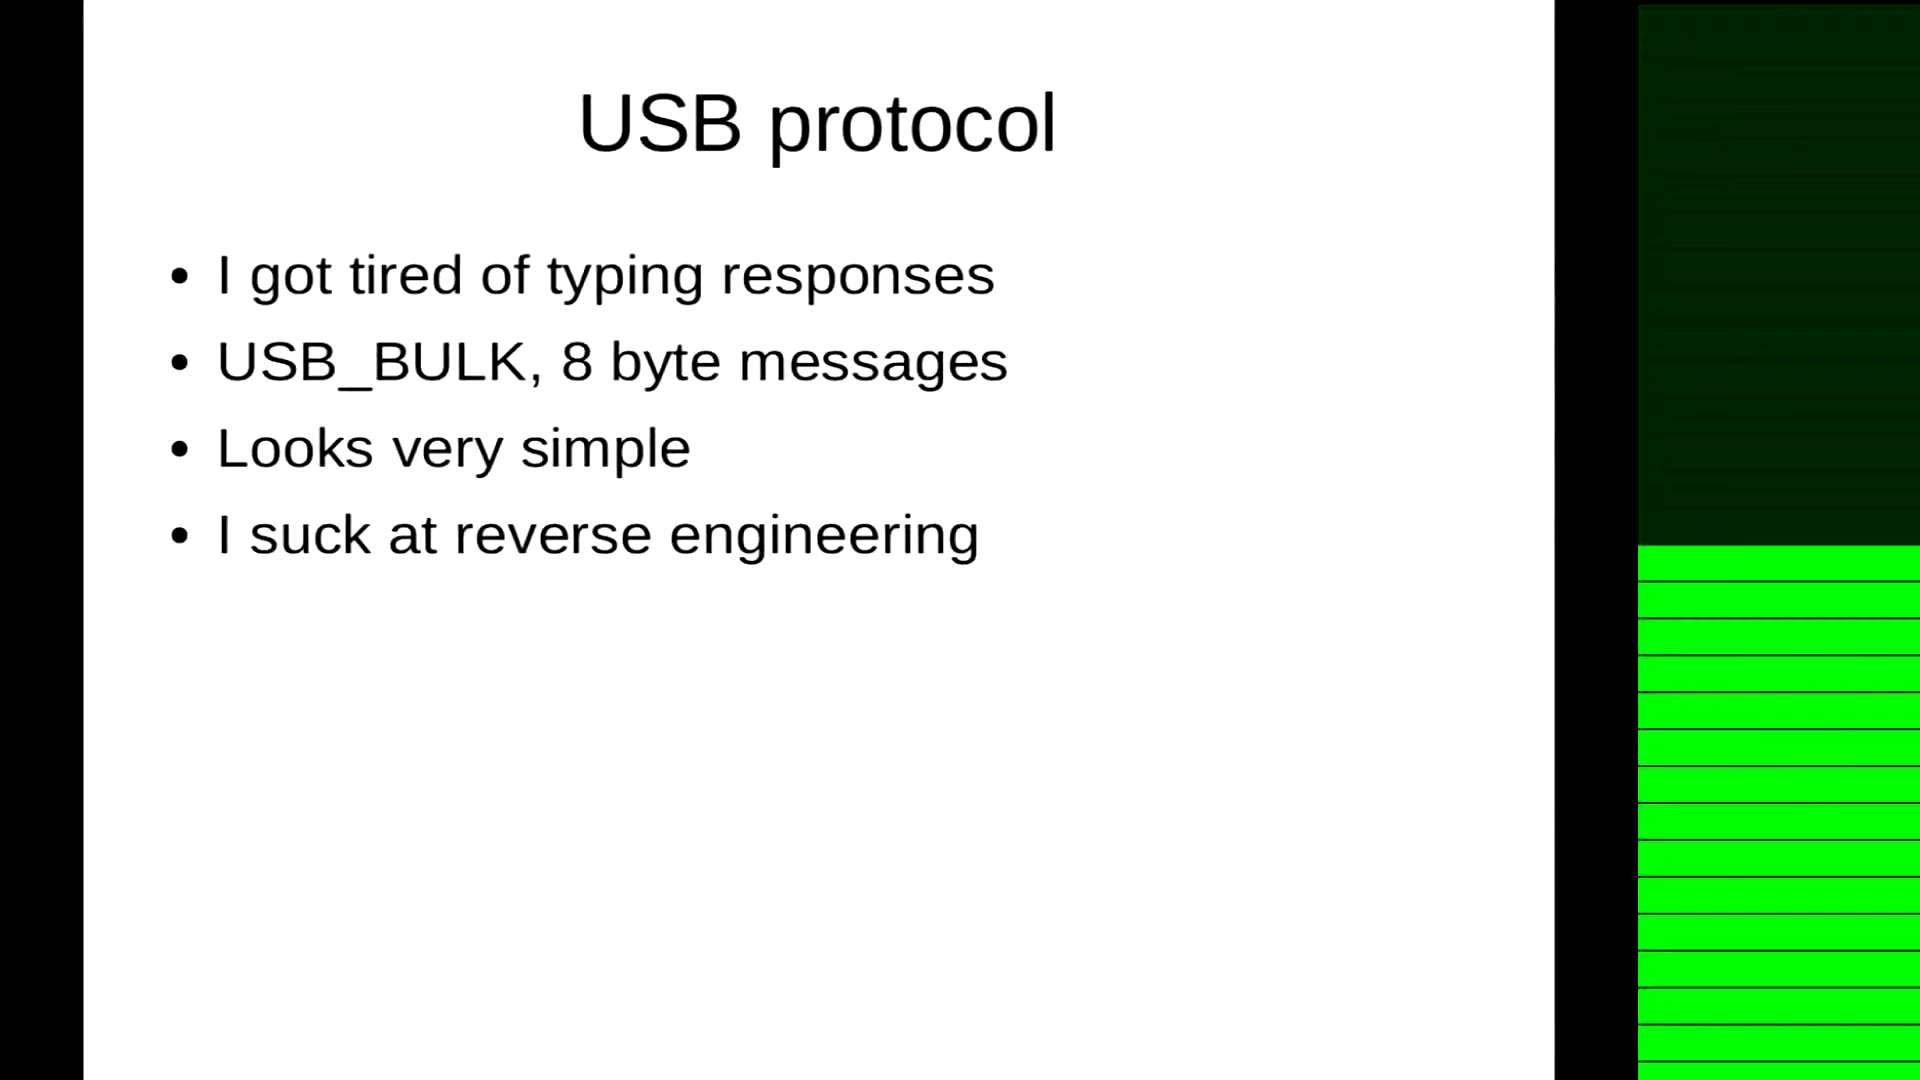 USB protocol
• I got tired of typing responses
• USB_BULK, 8 byte messages
• Looks very simple
• I suck at reverse engineering